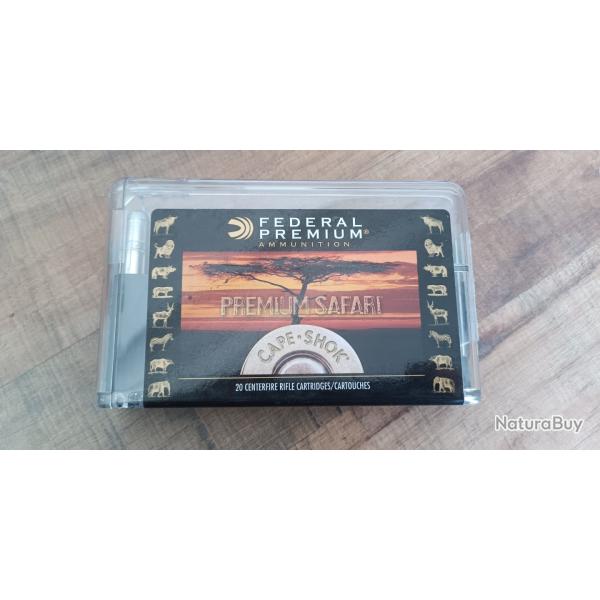 FEDERAL
PREMIUM®
AMMUNITION
PREMIUM SAFARI
CAPE·SHOK®
20 CENTERFIRE RIFLE CARTRIDGES/CARTOUCHES
NaturaBuy